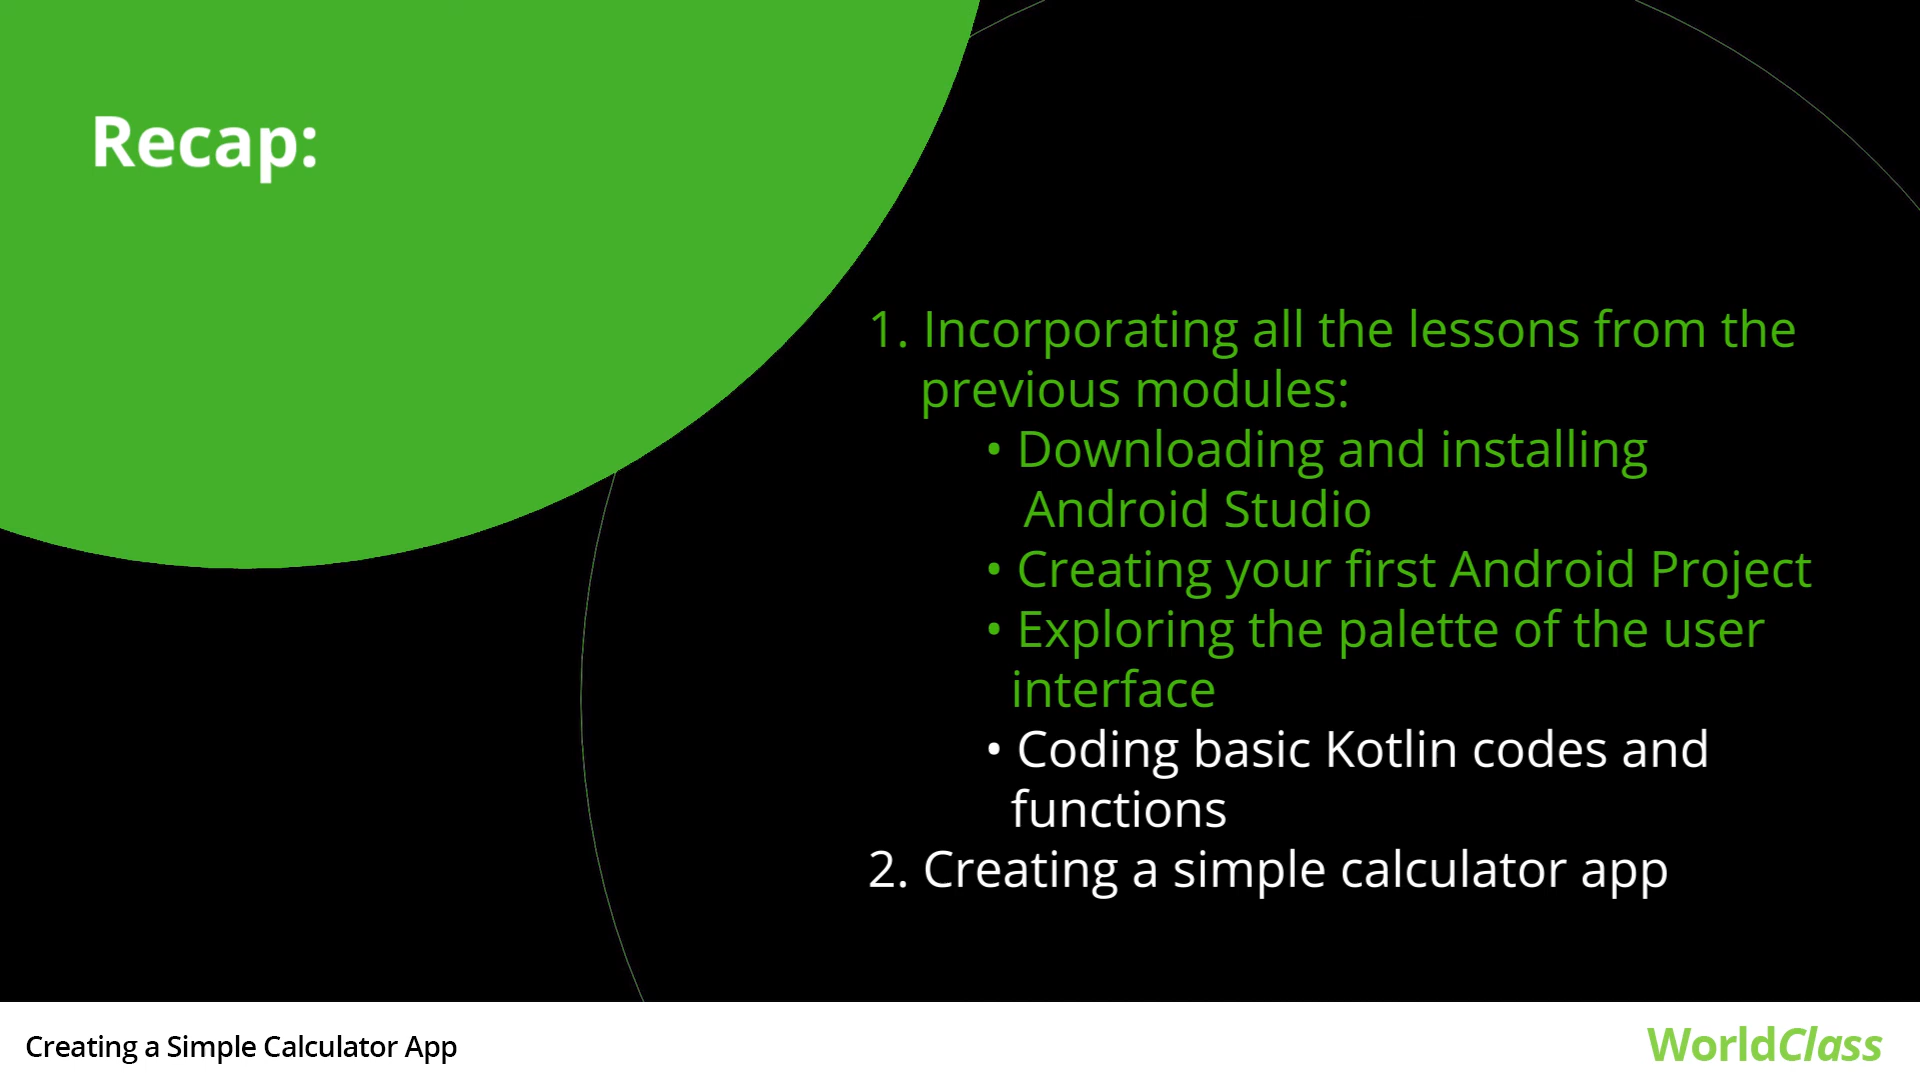 Recap:
1. Incorporating all the lessons from the
previous modules:
• Downloading and installing
Android Studio
• Creating your first Android Project
• Exploring the palette of the user
interface
• Coding basic Kotlin codes and
functions
2. Creating a simple calculator app
Creating a Simple Calculator App
WorldClass